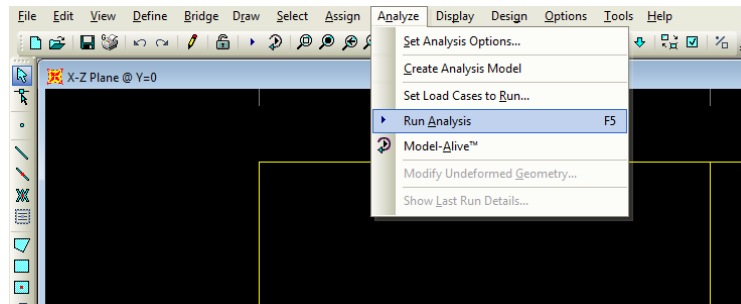 File Edit View Define Bridge Draw Select Assign Analyze Display Design Options Tools Help
X-Z Plane @ Y=0
Set Analysis Options...
Create Analysis Model
Set Load Cases to Run...
Run Analysis F5
Model-Alive™
Modify Undeformed Geometry...
Show Last Run Details...